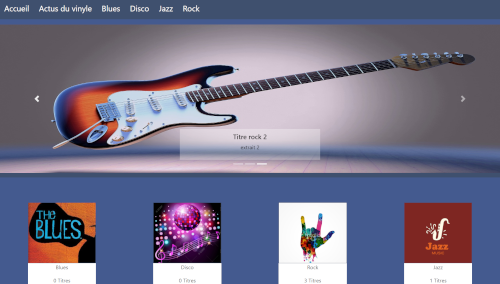 Accueil Actus du vinyle Blues Disco Jazz Rock
Titre rock 2
extrait 2
THE
BLUES
Jazz
MUSIC
Blues Disco Rock Jazz
0 Titres 0 Titres 3 Titres 1 Titres